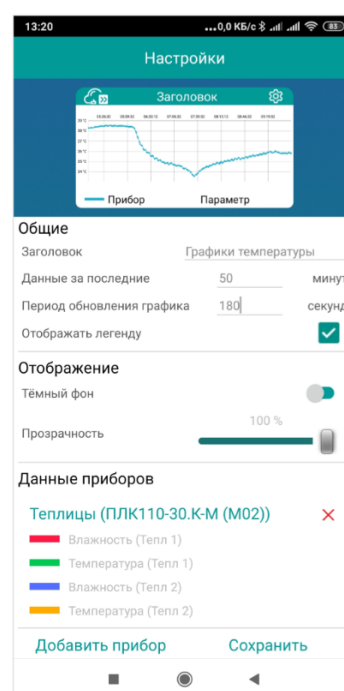 13:20 ...0,0 КБ/с 85
Настройки
Заголовок
Прибор Параметр
Общие
Заголовок Графики температуры
Данные за последние 50 минут
Период обновления графика 180 секунд
Отображать легенду
Отображение
Тёмный фон
100 %
Прозрачность
Данные приборов
Теплицы (ПЛК110-30.К-М (М02))
Влажность (Тепл 1)
Температура (Тепл 1)
Влажность (Тепл 2)
Температура (Тепл 2)
Добавить прибор Сохранить